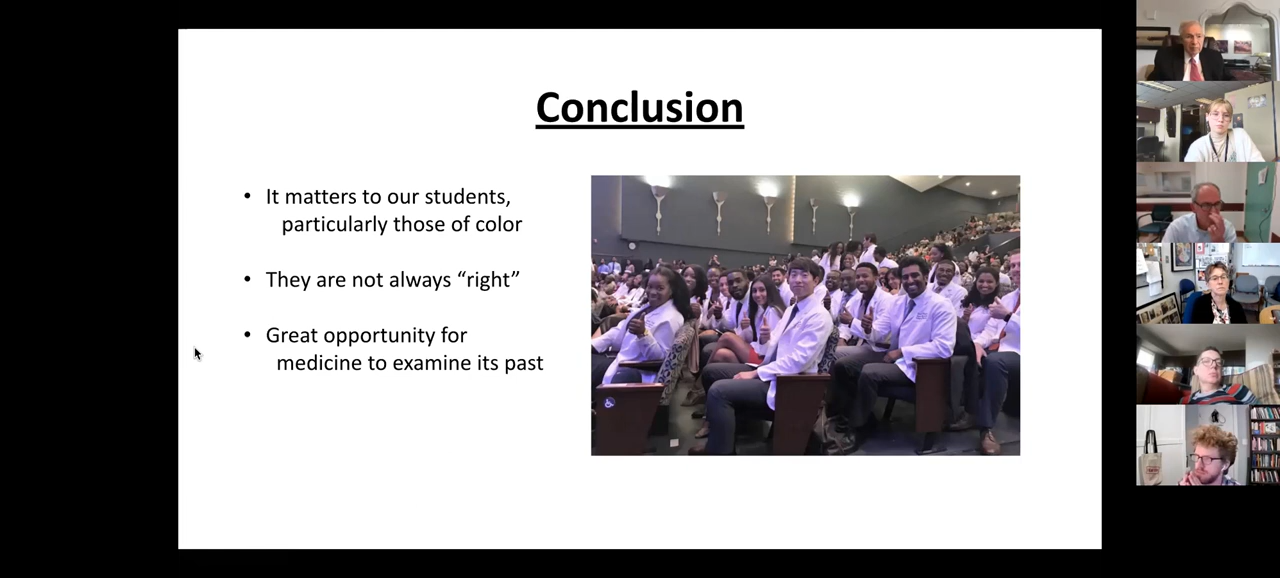 Conclusion
• It matters to our students,
particularly those of color
• They are not always “right”
• Great opportunity for
medicine to examine its past